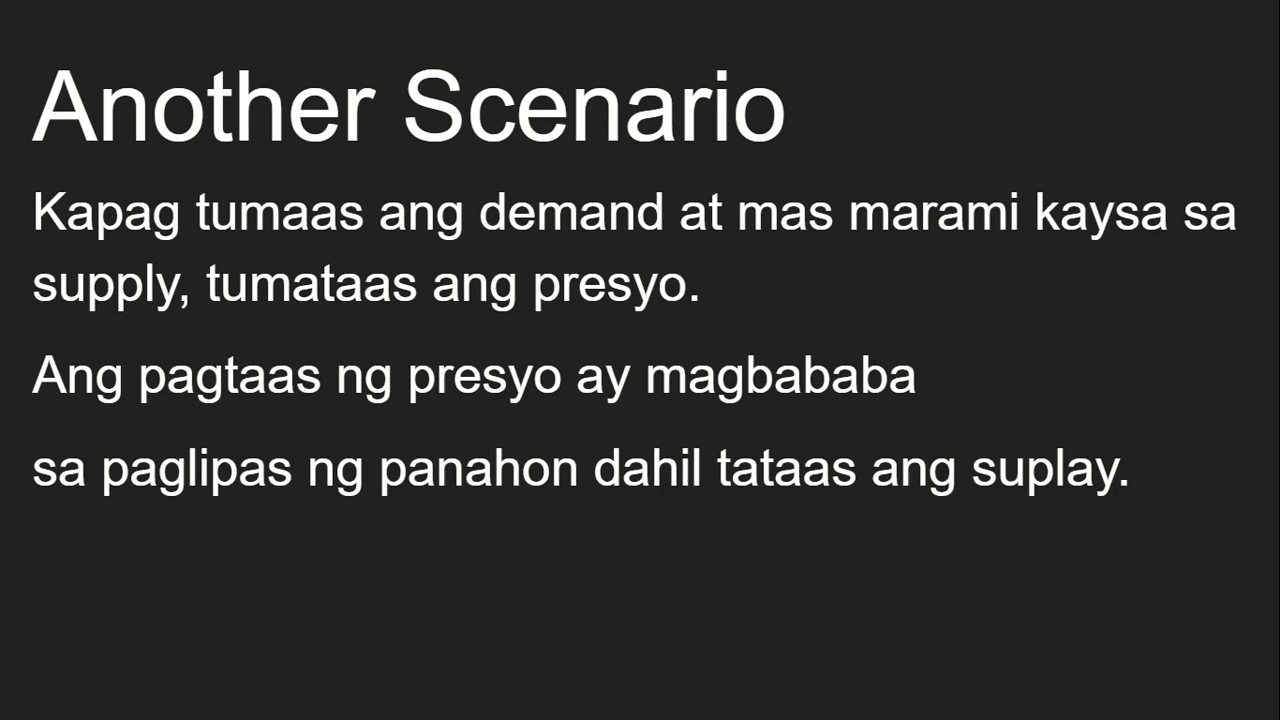 Another Scenario
Kapag tumaas ang demand at mas marami kaysa sa
supply, tumataas ang presyo.
Ang pagtaas ng presyo ay magbababa
sa paglipas ng panahon dahil tataas ang suplay.